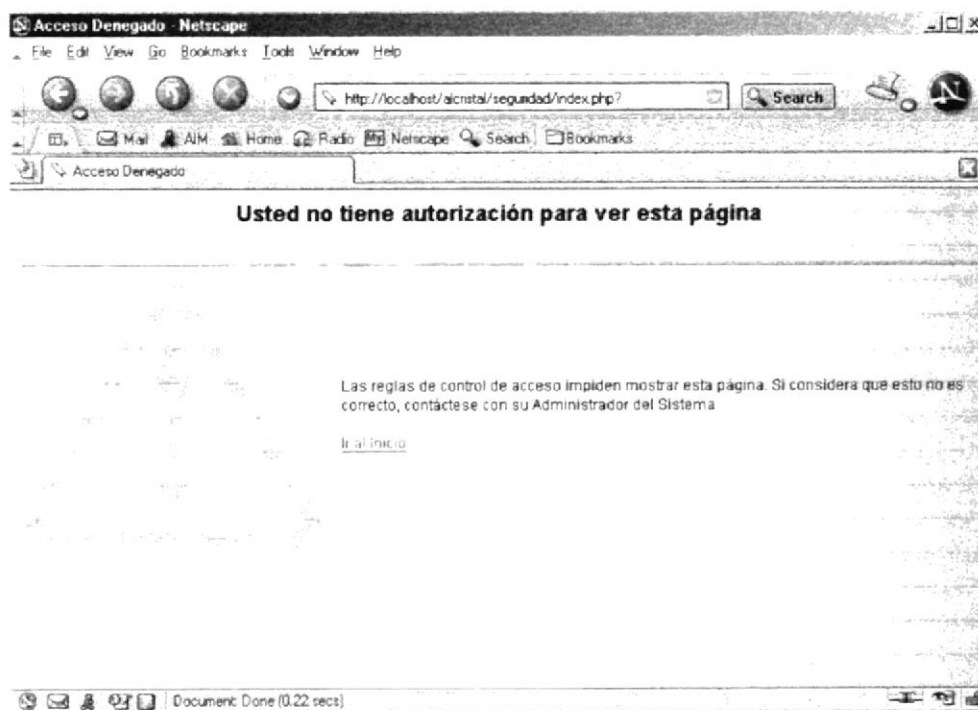 Acceso Denegado - Netscape
File Edit View Go Bookmarks Tools Window Help
http://localhost/alcristal/seguridad/index.php?
Search
Mail AIM Home Radio Netscape Search Bookmarks
Acceso Denegado
Usted no tiene autorización para ver esta página
Las reglas de control de acceso impiden mostrar esta página. Si considera que esto no es
correcto, contáctese con su Administrador del Sistema
Ir al inicio
Document: Done (0.22 secs)